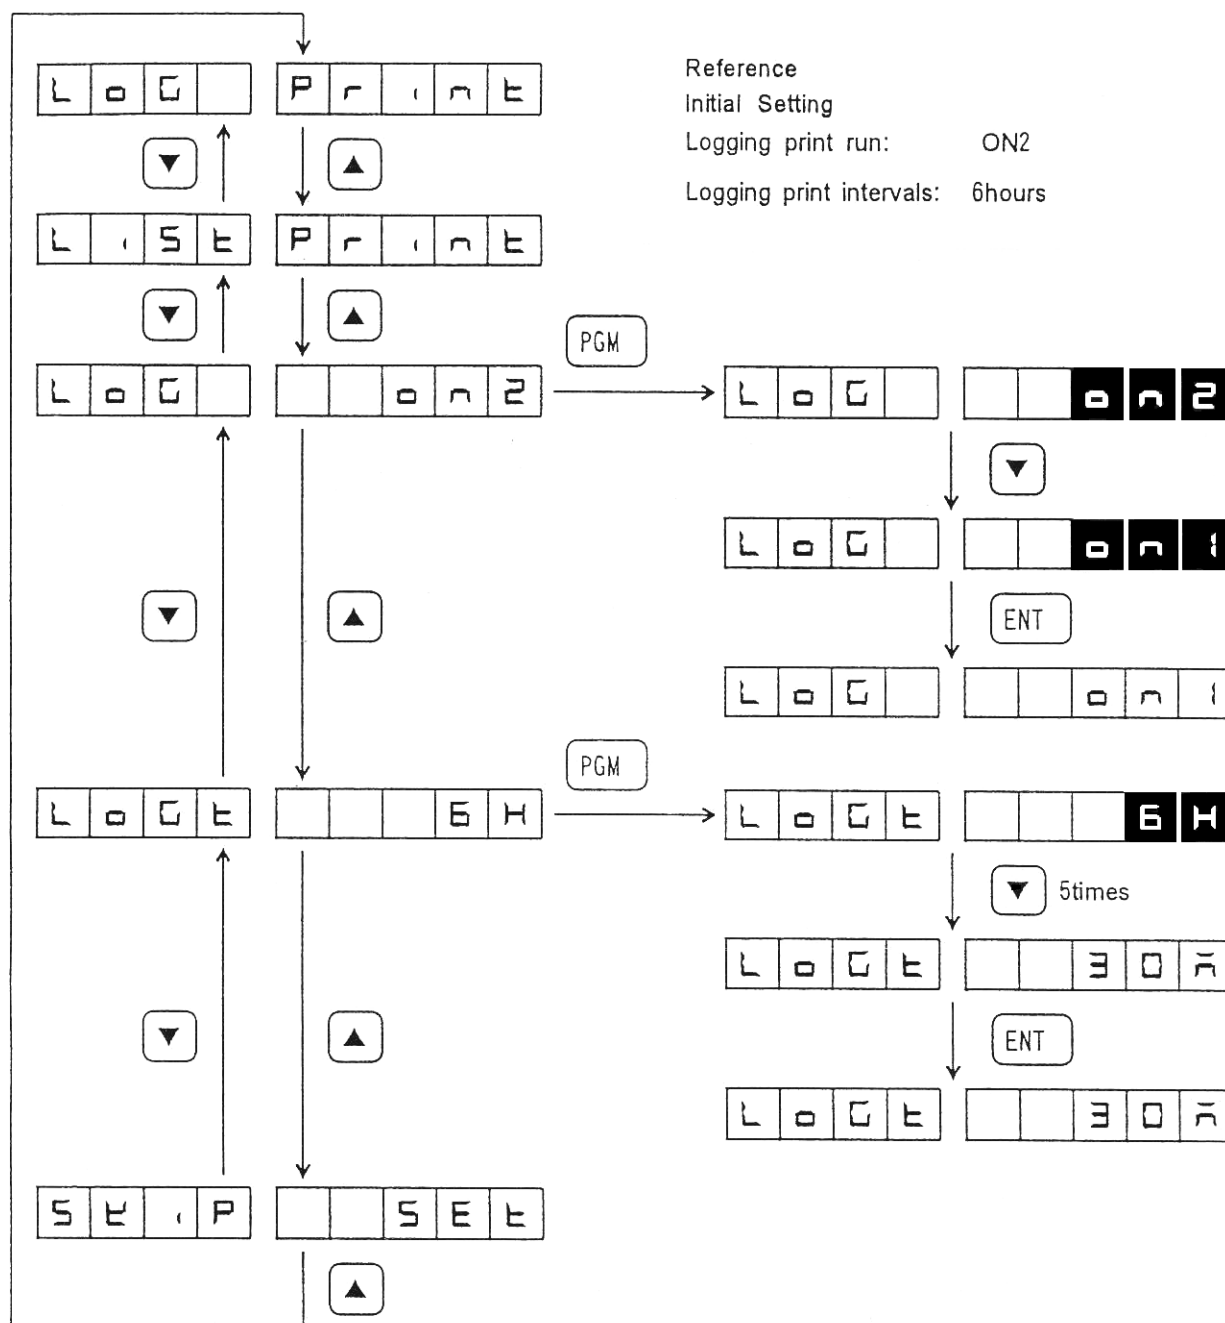 LoG Print
Reference
Initial Setting
Logging print run: ON2
Logging print intervals: 6hours
LiSt Print
PGM
LoG on2
LoG on2
LoG on1
ENT
LoG on1
PGM
LoGt 6H
LoGt 6H
5times
LoGt 30m
ENT
LoGt 30m
SkiP SEt